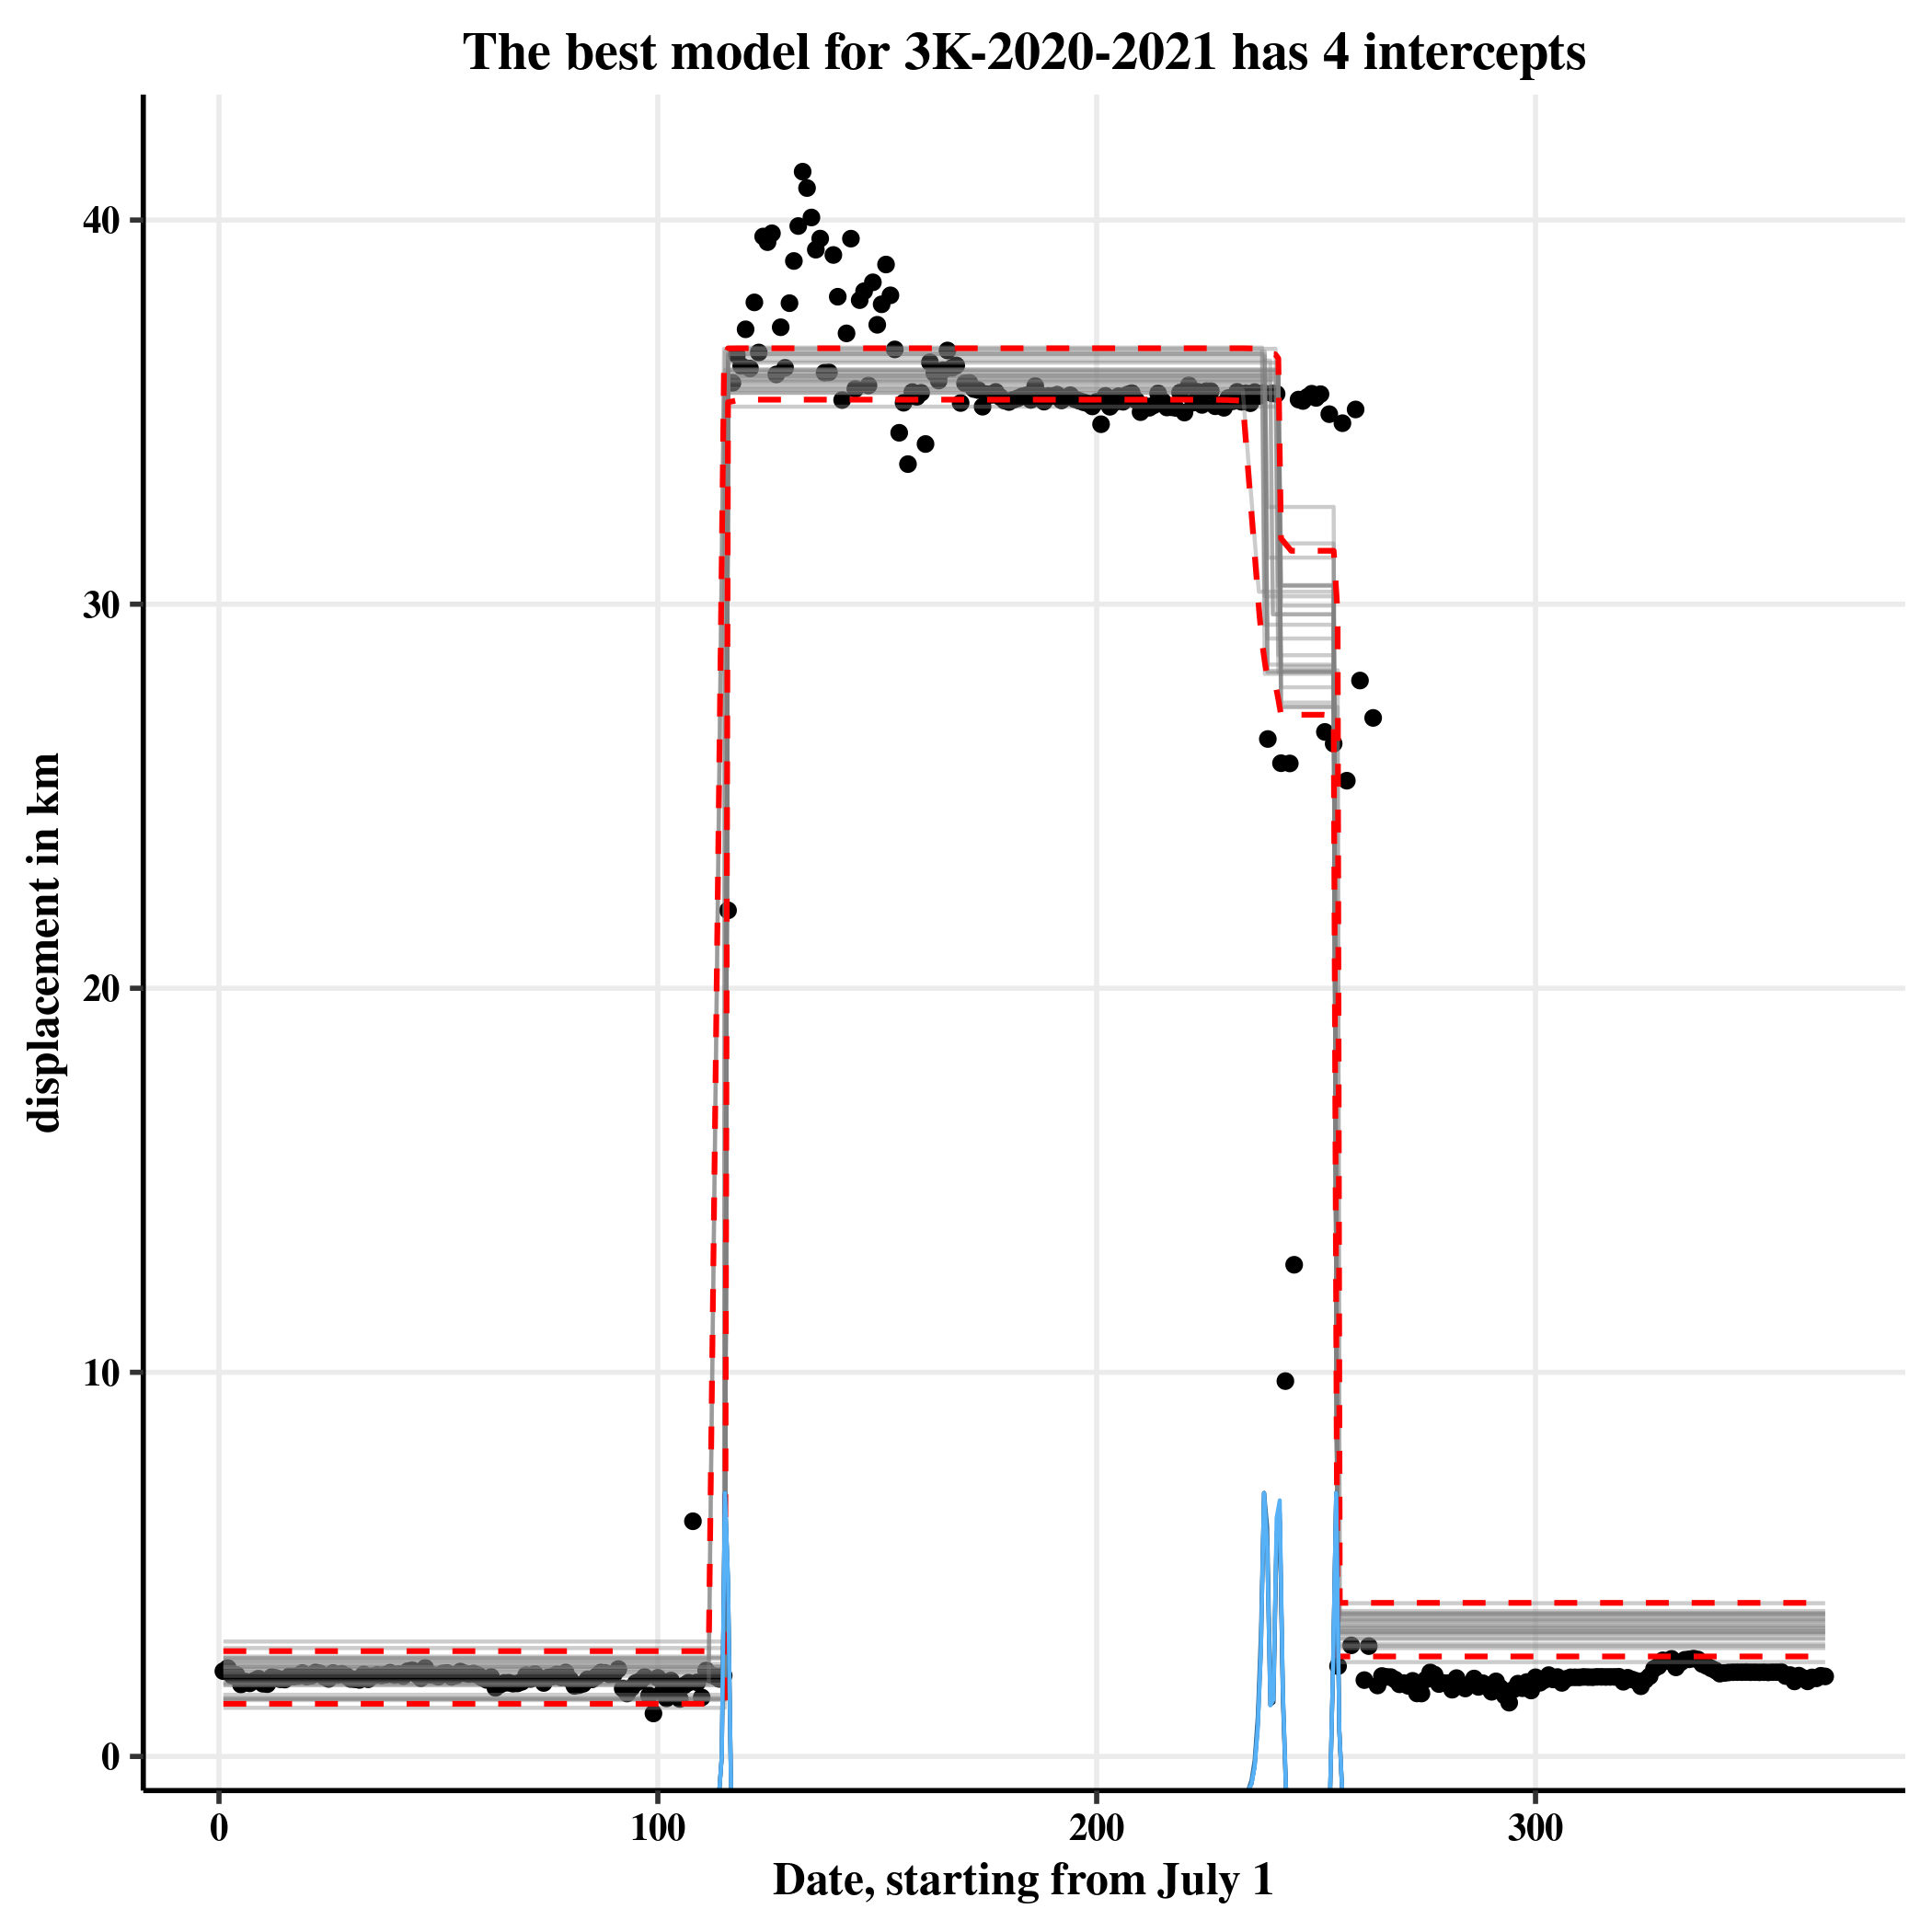 The best model for 3K-2020-2021 has 4 intercepts
displacement in km
40
30
20
10
0
0 100 200 300
Date, starting from July 1